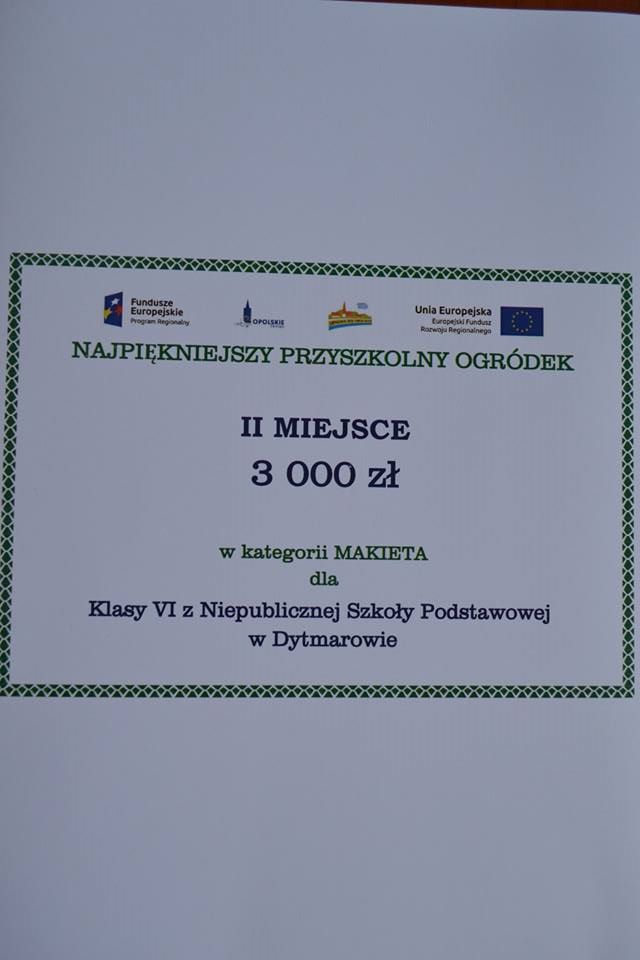 Fundusze
Europejskie
Program Regionalny
OPOLSKIE
Unia Europejska
Europejski Fundusz
Rozwoju Regionalnego
NAJPIĘKNIEJSZY PRZYSZKOLNY OGRÓDEK
II MIEJSCE
3 000 zł
w kategorii MAKIETA
dla
Klasy VI z Niepublicznej Szkoły Podstawowej
w Dytmarowie